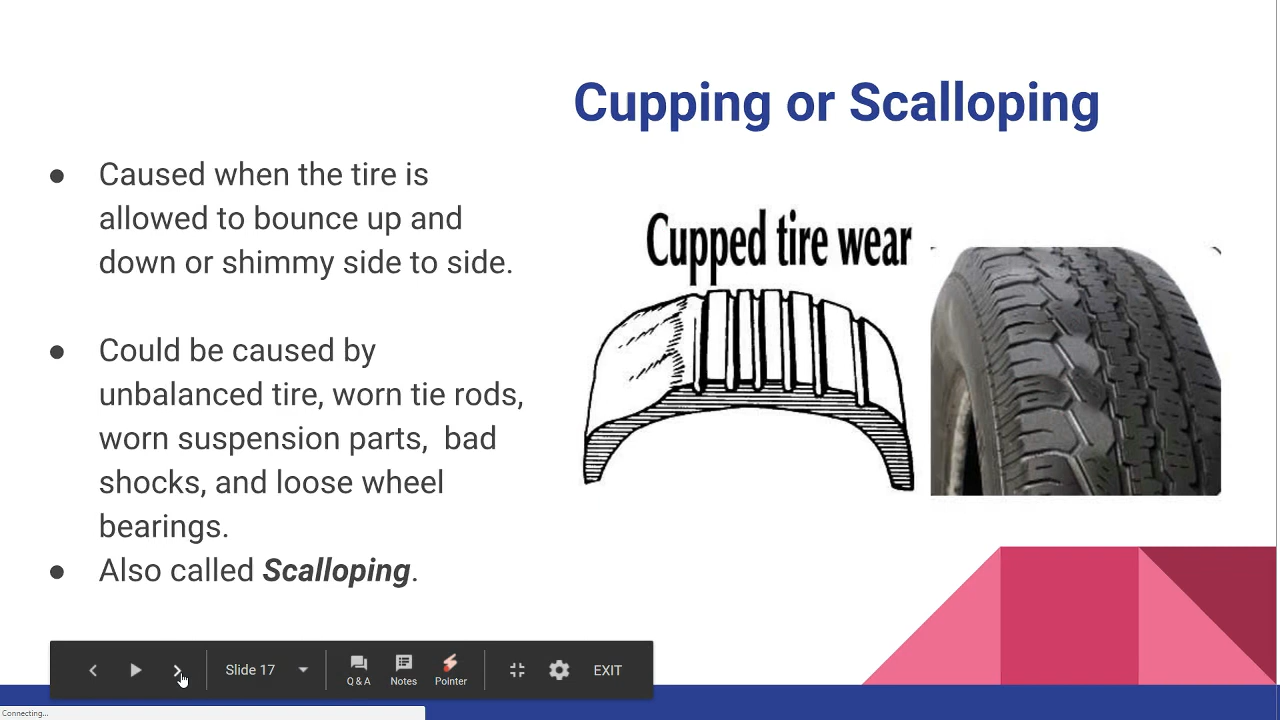 Cupping or Scalloping
● Caused when the tire is
allowed to bounce up and
down or shimmy side to side.
● Could be caused by
unbalanced tire, worn tie rods,
worn suspension parts,  bad
shocks, and loose wheel
bearings.
● Also called Scalloping.
Cupped tire wear
Slide 17
Q & A
Notes
Pointer
EXIT
Connecting...